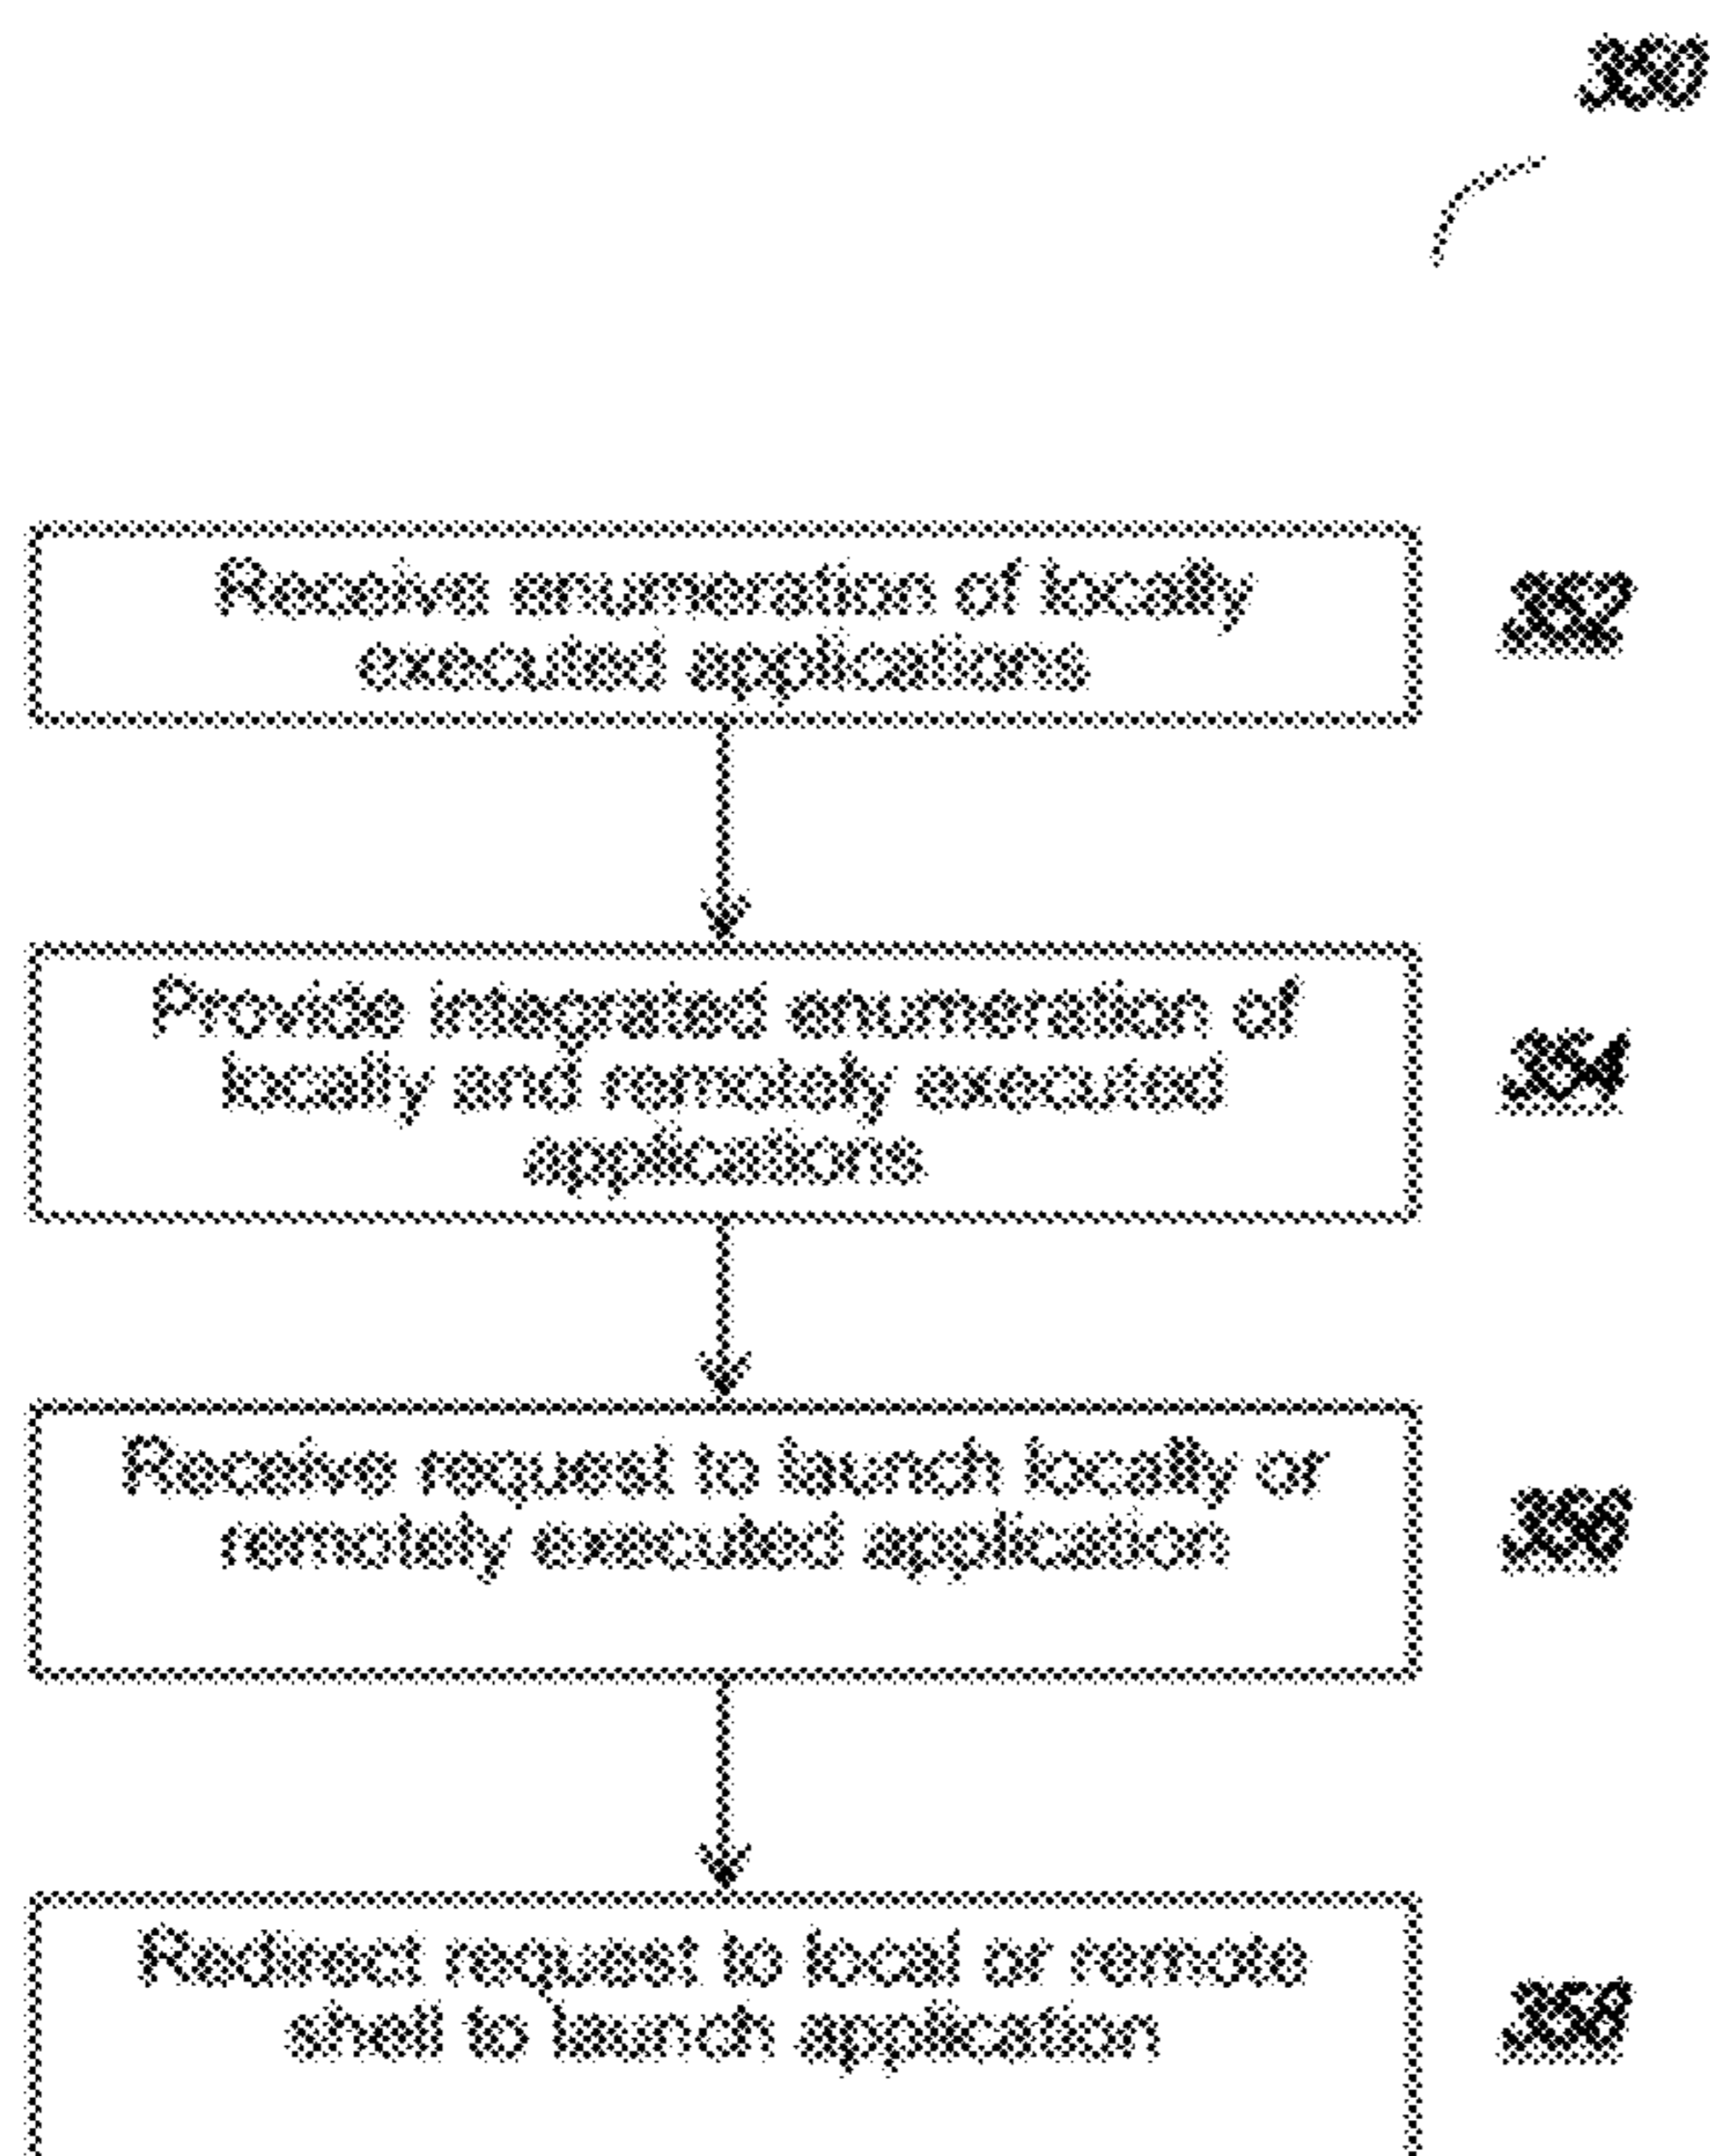 350
Receive enumeration of locally
executed applications
352
Provide integrated enumeration of
locally and remotely executed
applications
354
Receive request to launch locally or
remotely executed application
356
Redirect request to local or remote
shell to launch application
358